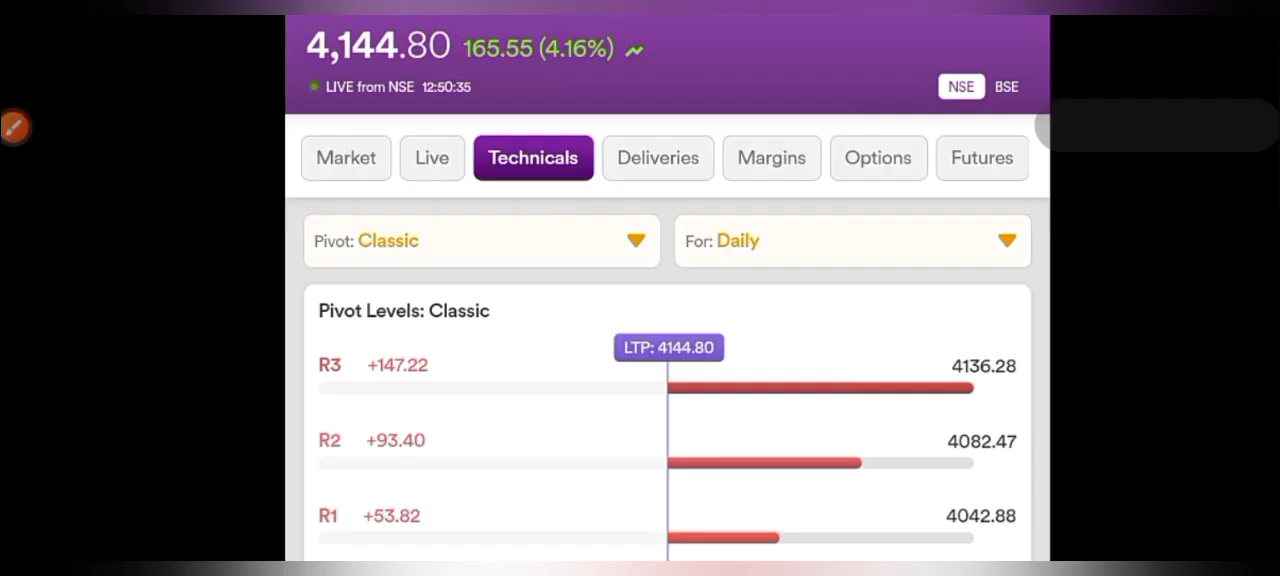 4,144.80 165.55 (4.16%)
LIVE from NSE 12:50:35 NSE BSE
Market Live Technicals Deliveries Margins Options Futures
Pivot: Classic For: Daily
Pivot Levels: Classic
LTP: 4144.80
R3 +147.22 4136.28
R2 +93.40 4082.47
R1 +53.82 4042.88